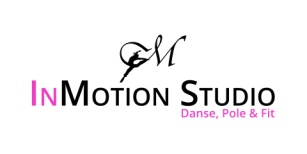 M
InMotion Studio
Danse, Pole & Fit